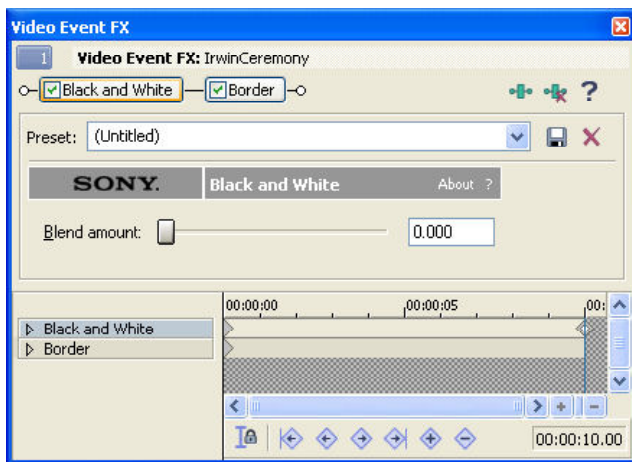 Video Event FX
1 Video Event FX: IrwinCeremony
Black and White Border ?
Preset: (Untitled)
SONY. Black and White About ?
Blend amount: 0.000
00:00:00 00:00:05 00:
Black and White
Border
00:00:10.00